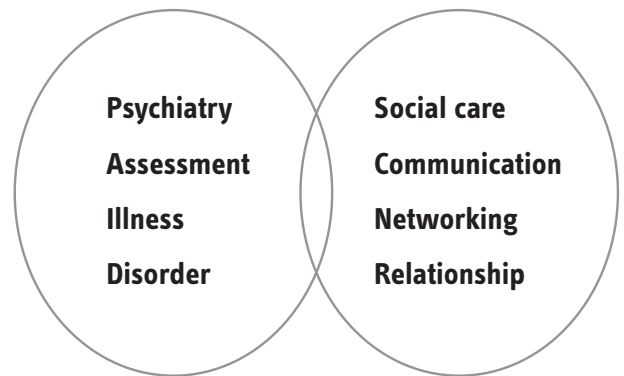 Psychiatry
Assessment
Illness
Disorder
Social care
Communication
Networking
Relationship